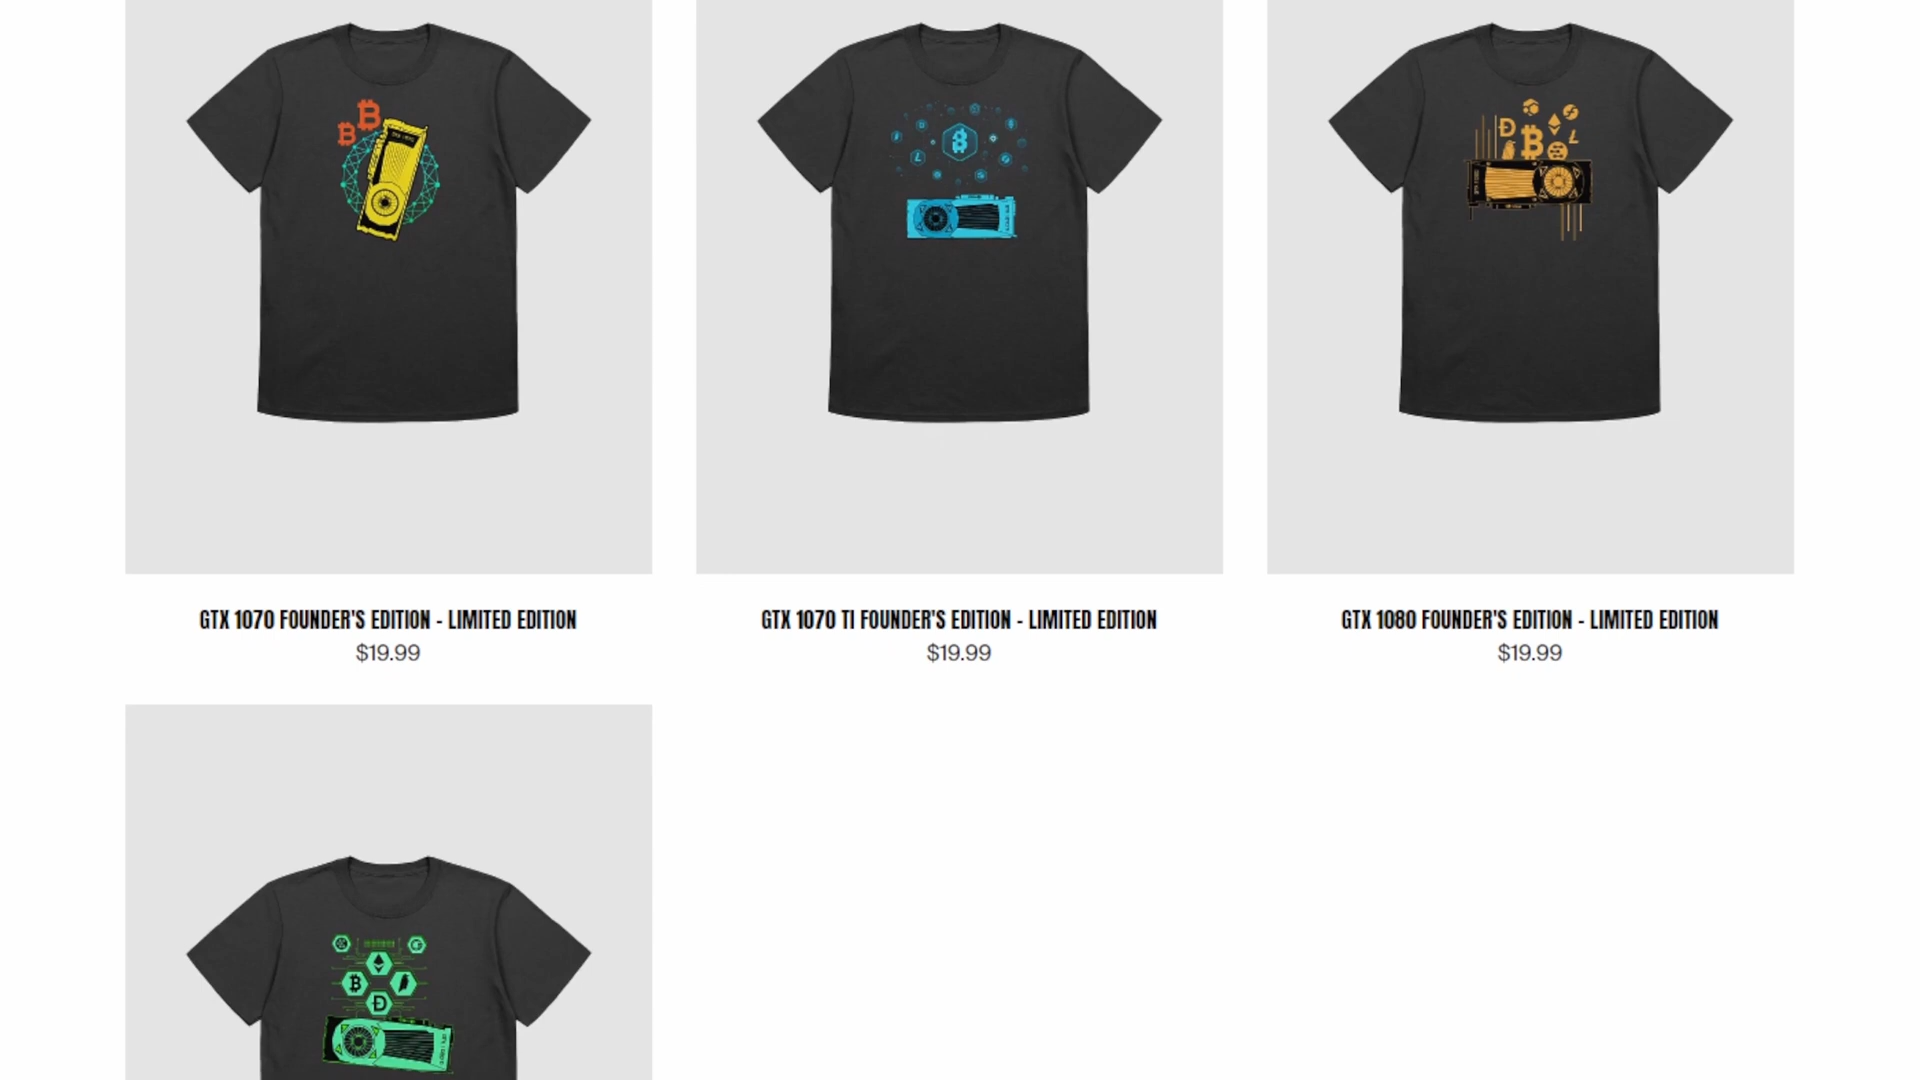 GTX 1070 FOUNDER'S EDITION - LIMITED EDITION
$19.99
GTX 1070 TI FOUNDER'S EDITION - LIMITED EDITION
$19.99
GTX 1080 FOUNDER'S EDITION - LIMITED EDITION
$19.99